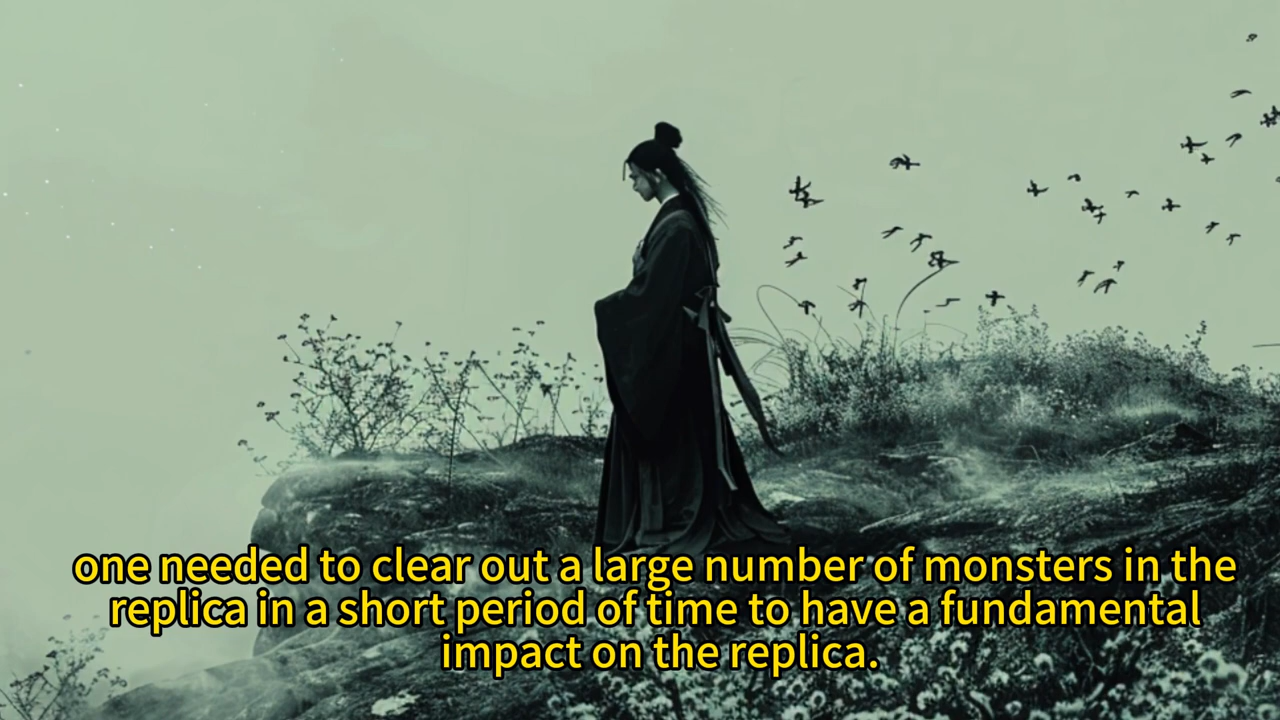 one needed to clear out a large number of monsters in the
replica in a short period of time to have a fundamental
impact on the replica.